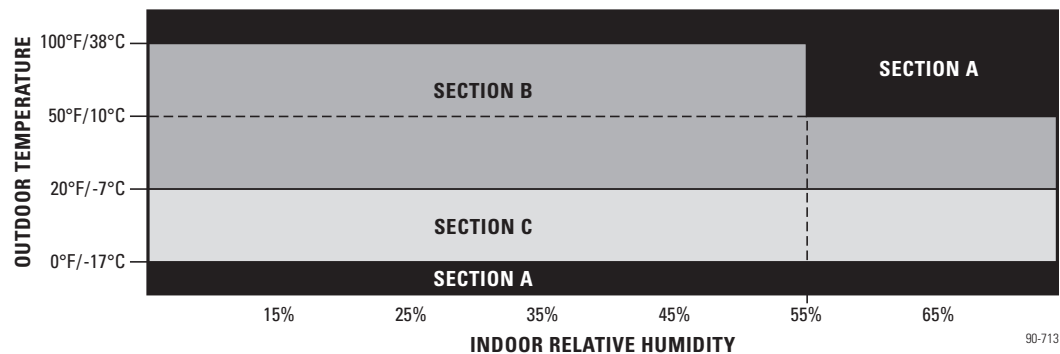 OUTDOOR TEMPERATURE
100°F/38°C
50°F/10°C
20°F/-7°C
0°F/-17°C
SECTION A
SECTION B
SECTION C
SECTION A
15% 25% 35% 45% 55% 65%
INDOOR RELATIVE HUMIDITY
90-713